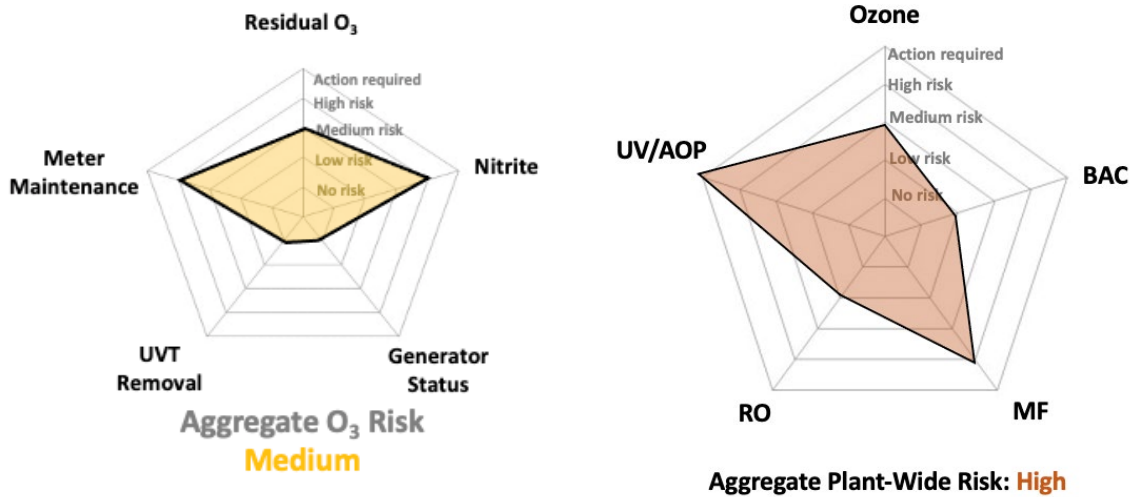 Residual O₃
Action required
High risk
Medium risk
Low risk
No risk
Nitrite
Meter
Maintenance
UVT
Removal
Generator
Status
Aggregate O₃ Risk
Medium
Ozone
Action required
High risk
Medium risk
Low risk
No risk
UV/AOP
BAC
RO
MF
Aggregate Plant-Wide Risk: High